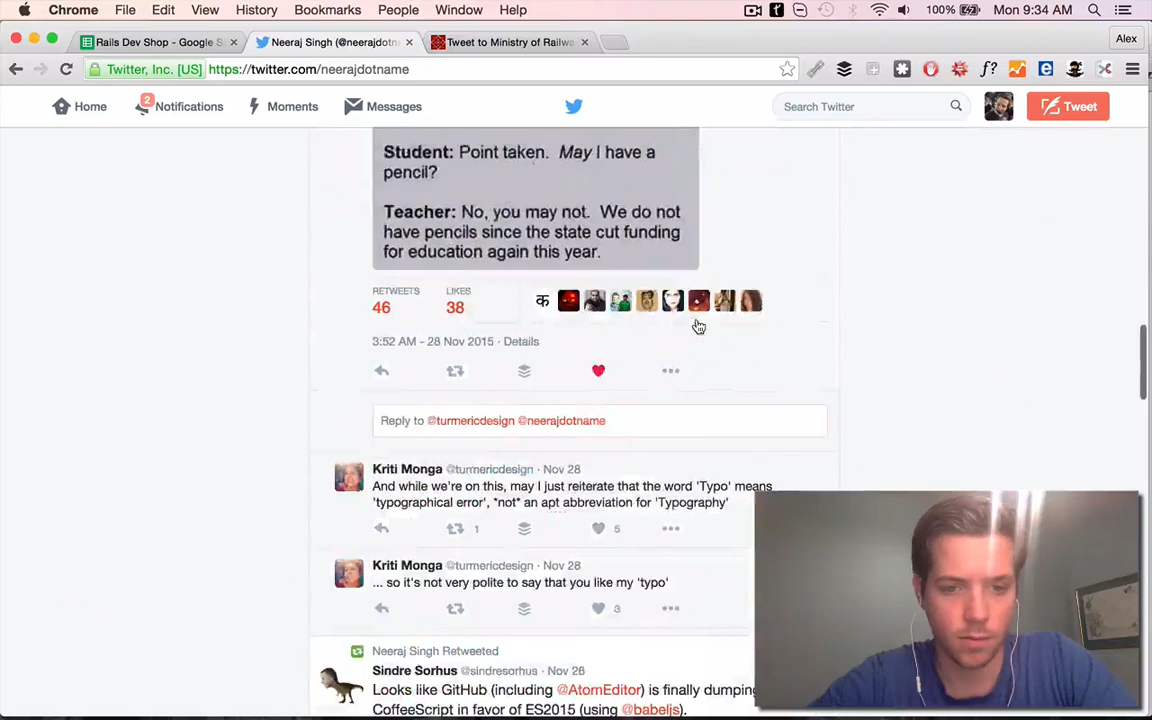 Chrome File Edit View History Bookmarks People Window Help
100% Mon 9:34 AM
Rails Dev Shop - Google S
Neeraj Singh (@neerajdotn
Tweet to Ministry of Railwa
Alex
Twitter, Inc. [US] https://twitter.com/neerajdotname
f?
2
Home Notifications Moments Messages
Search Twitter
Tweet
Student: Point taken. May I have a
pencil?
Teacher: No, you may not. We do not
have pencils since the state cut funding
for education again this year.
RETWEETS LIKES
46 38
क
3:52 AM - 28 Nov 2015 · Details
Reply to @turmericdesign @neerajdotname
Kriti Monga @turmericdesign · Nov 28
And while we're on this, may I just reiterate that the word 'Typo' means
'typographical error', *not* an apt abbreviation for 'Typography'
1 5
Kriti Monga @turmericdesign · Nov 28
... so it's not very polite to say that you like my 'typo'
3
Neeraj Singh Retweeted
Sindre Sorhus @sindresorhus · Nov 26
Looks like GitHub (including @AtomEditor) is finally dumping
CoffeeScript in favor of ES2015 (using @babeljs).